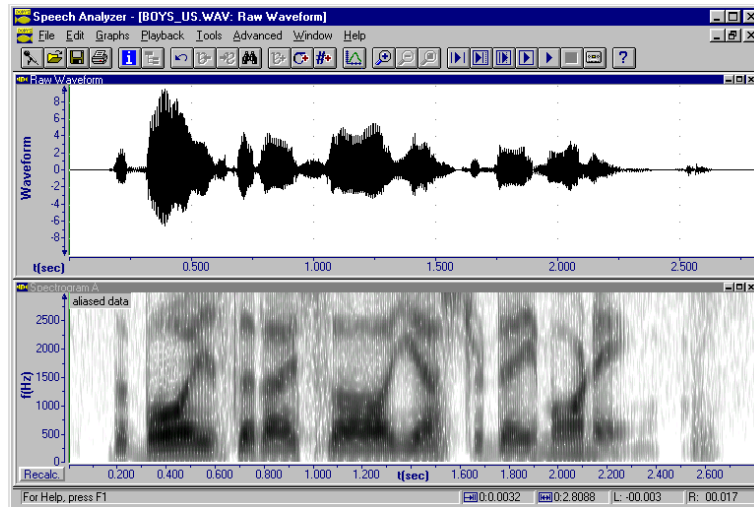 Speech Analyzer - [BOYS_US.WAV: Raw Waveform]
File Edit Graphs Playback Tools Advanced Window Help
Raw Waveform
8
6
4
2
0
-2
-4
-6
-8
Waveform
t(sec)
0.500 1.000 1.500 2.000 2.500
Spectrogram A
aliased data
2500
2000
1500
1000
500
0
f(Hz)
Recalc.
0.200 0.400 0.600 0.800 1.000 1.200 t(sec) 1.600 1.800 2.000 2.200 2.400 2.600
For Help, press F1 0:0.0032 0:2.8088 L: -00.003 R: 00.017